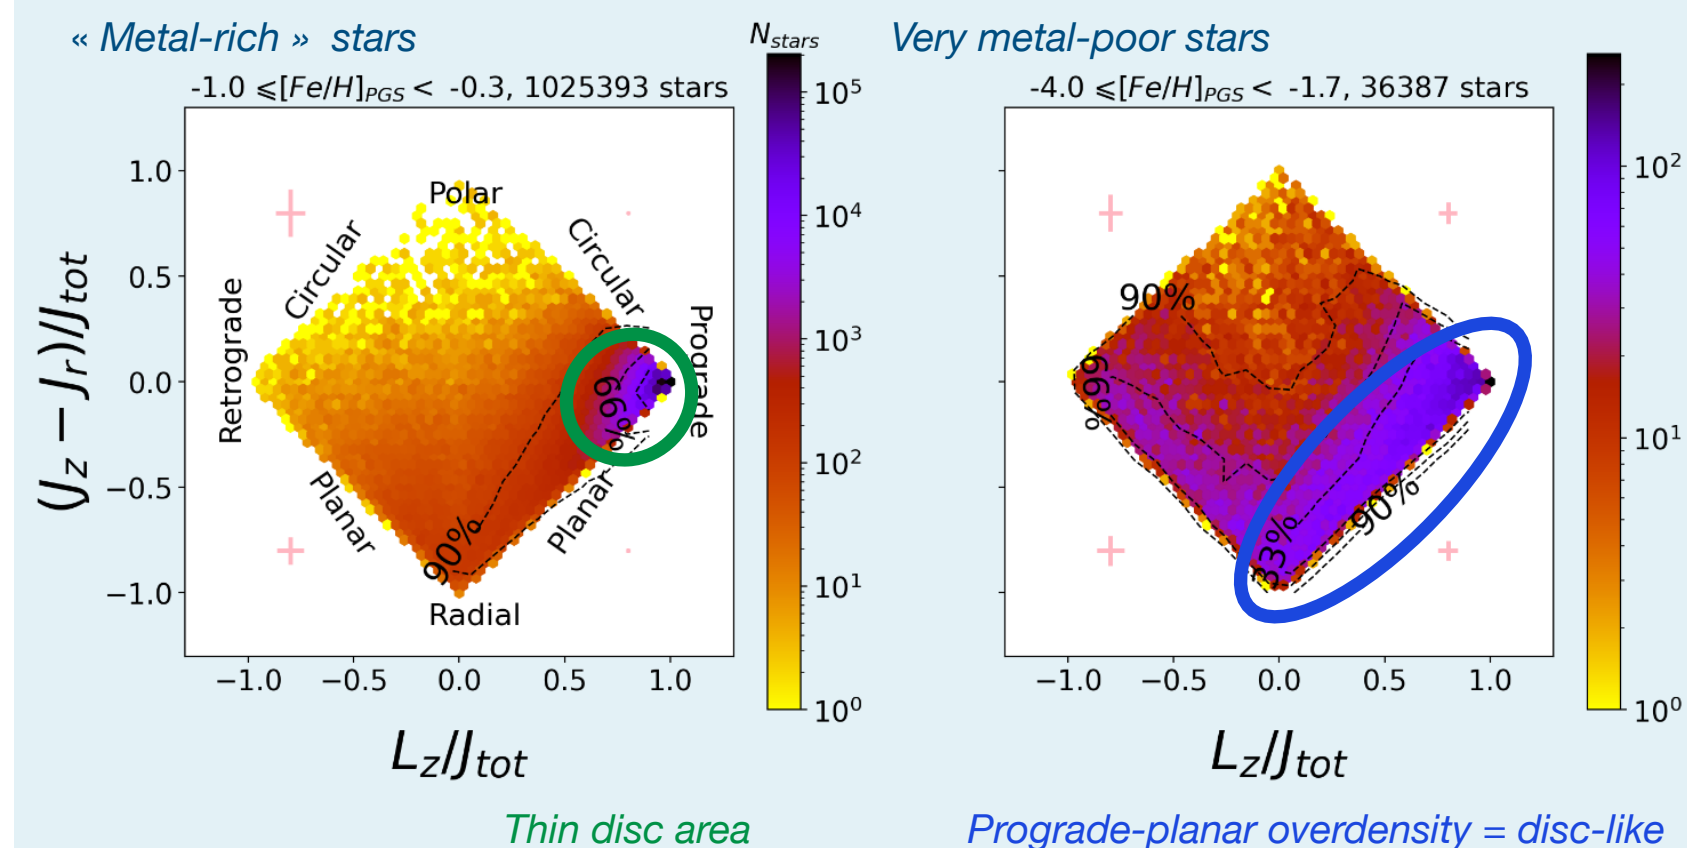 « Metal-rich » stars
N_stars
Very metal-poor stars
-1.0 ⩽[Fe/H]_PGS < -0.3, 1025393 stars
-4.0 ⩽[Fe/H]_PGS < -1.7, 36387 stars
(J_z − J_r)/J_tot
1.0
0.5
0.0
−0.5
−1.0
Polar
Circular
Circular
Retrograde
Prograde
Planar
Planar
Radial
66%
90%
−1.0
−0.5
0.0
0.5
1.0
L_z/J_tot
10^5
10^4
10^3
10^2
10^1
10^0
90%
66%
33%
90%
−1.0
−0.5
0.0
0.5
1.0
L_z/J_tot
10^2
10^1
10^0
Thin disc area
Prograde-planar overdensity = disc-like